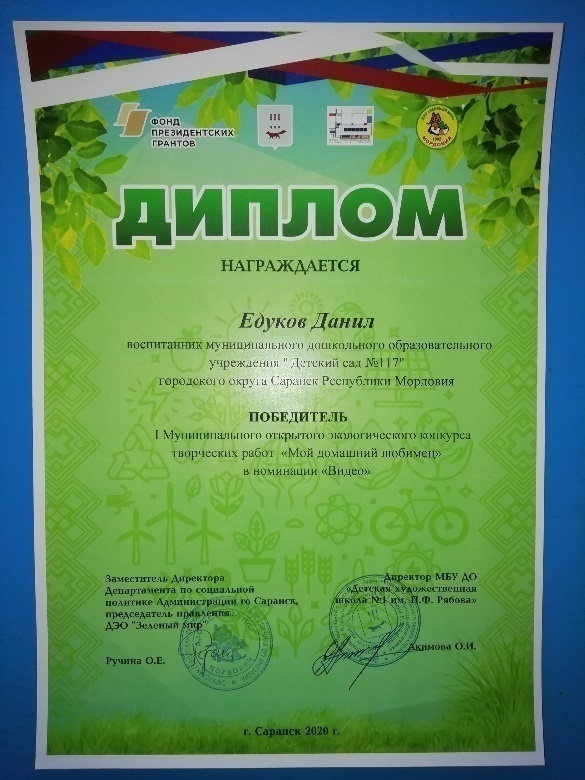 ФОНД
ПРЕЗИДЕНТСКИХ
ГРАНТОВ
ДИПЛОМ
НАГРАЖДАЕТСЯ
Едуков Данил
воспитанник муниципального дошкольного образовательного
учреждения " Детский сад №117"
городского округа Саранск Республики Мордовия
ПОБЕДИТЕЛЬ
I Муниципального открытого экологического конкурса
творческих работ «Мой домашний любимец»
в номинации «Видео»
Заместитель Директора
Департамента по социальной
политике Администрации го Саранск,
председатель правления
ДЭО "Зеленый мир"
Ручина О.Е.
Директор МБУ ДО
«Детская художественная
школа №1 им. П.Ф. Рябова»
Акимова О.И.
МОРДОВИЯ
г. Саранск 2020 г.